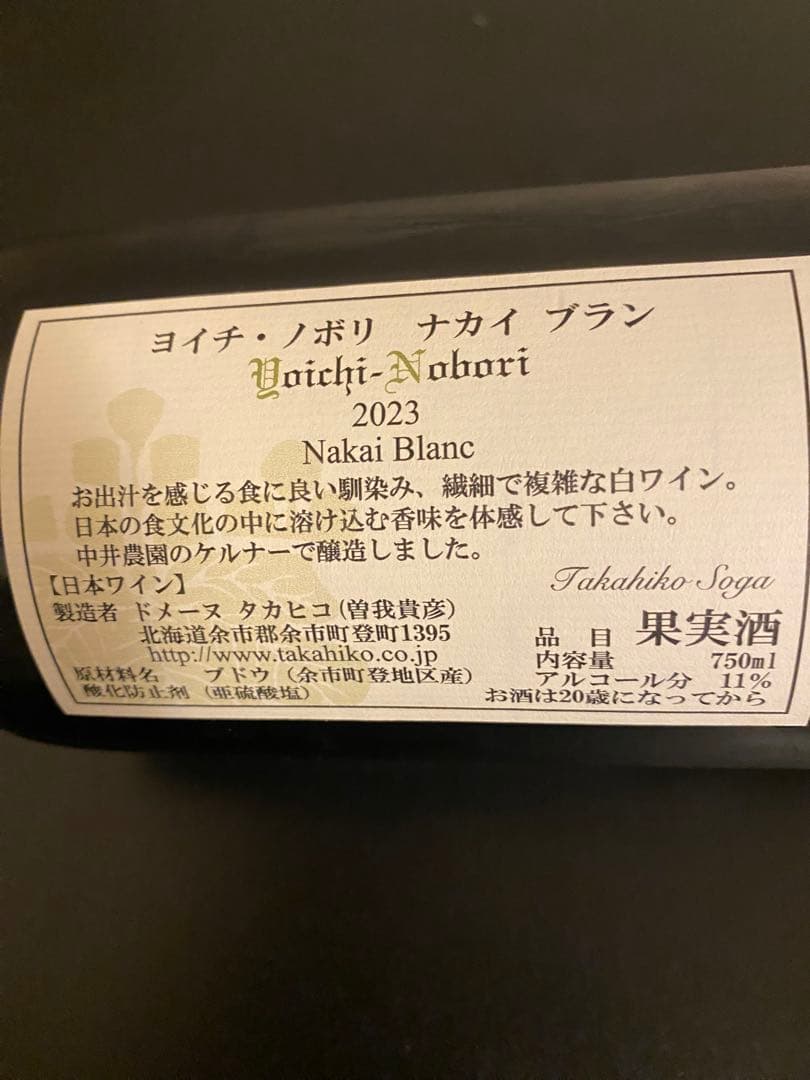 ヨイチ・ノボリ　ナカイ ブラン
Yoichi-Nobori
2023
Nakai Blanc
お出汁を感じる食に良い馴染み、繊細で複雑な白ワイン。
日本の食文化の中に溶け込む香味を体感して下さい。
中井農園のケルナーで醸造しました。
Takahiko Soga
【日本ワイン】
製造者 ドメーヌ タカヒコ(曽我貴彦)
北海道余市郡余市町登町1395
http://www.takahiko.co.jp
原材料名　ブドウ（余市町登地区産）
酸化防止剤（亜硫酸塩）
品目 果実酒
内容量 750ml
アルコール分 11%
お酒は20歳になってから